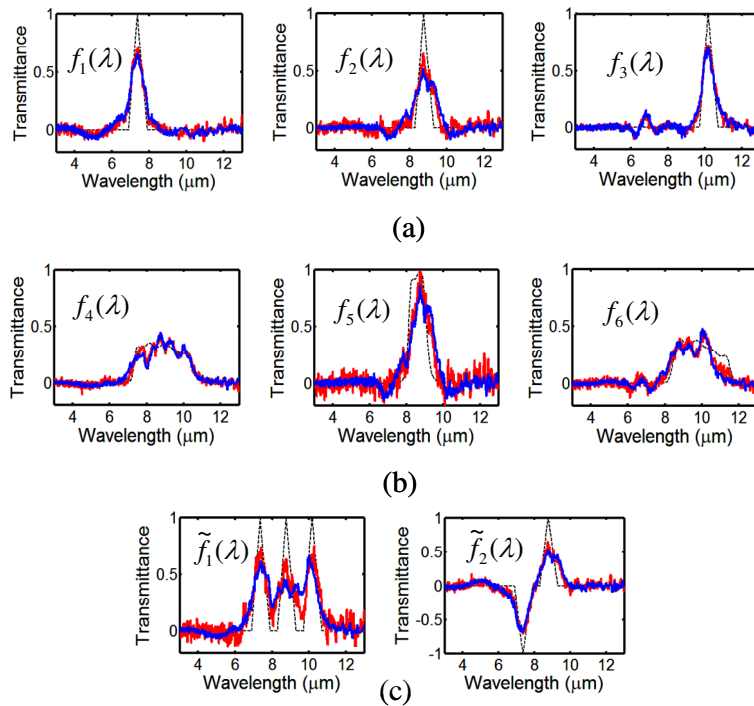 1
0.5
0
Transmittance
f₁(λ)
4 6 8 10 12
Wavelength (μm)
1
0.5
0
Transmittance
f₂(λ)
4 6 8 10 12
Wavelength (μm)
1
0.5
0
Transmittance
f₃(λ)
4 6 8 10 12
Wavelength (μm)
(a)
1
0.5
0
Transmittance
f₄(λ)
4 6 8 10 12
Wavelength (μm)
1
0.5
0
Transmittance
f₅(λ)
4 6 8 10 12
Wavelength (μm)
1
0.5
0
Transmittance
f₆(λ)
4 6 8 10 12
Wavelength (μm)
(b)
1
0.5
0
Transmittance
f̃₁(λ)
4 6 8 10 12
Wavelength (μm)
1
0.5
0
-0.5
-1
Transmittance
f̃₂(λ)
4 6 8 10 12
Wavelength (μm)
(c)